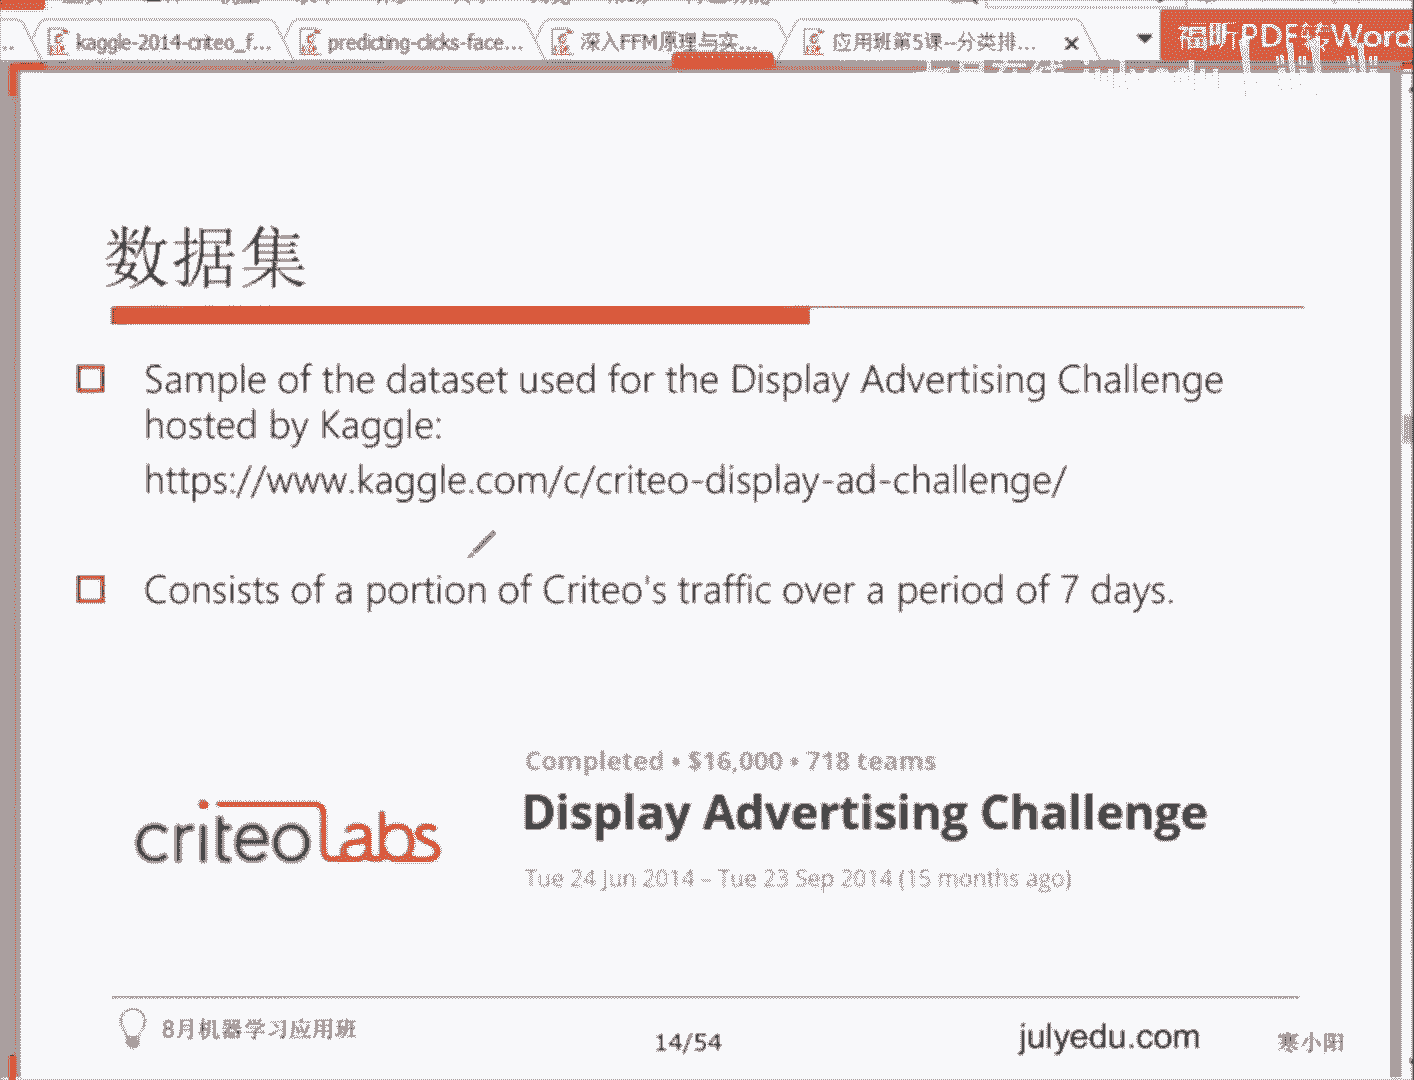 kaggle-2014-criteo_f...
predicting-clicks-face...
深入FFM原理与实...
应用班第5课--分类排...
福昕PDF转Word
数据集
Sample of the dataset used for the Display Advertising Challenge
hosted by Kaggle:
https://www.kaggle.com/c/criteo-display-ad-challenge/
Consists of a portion of Criteo's traffic over a period of 7 days.
Completed • $16,000 • 718 teams
criteolabs
Display Advertising Challenge
Tue 24 Jun 2014 – Tue 23 Sep 2014 (15 months ago)
8月机器学习应用班
14/54
julyedu.com
寒小阳